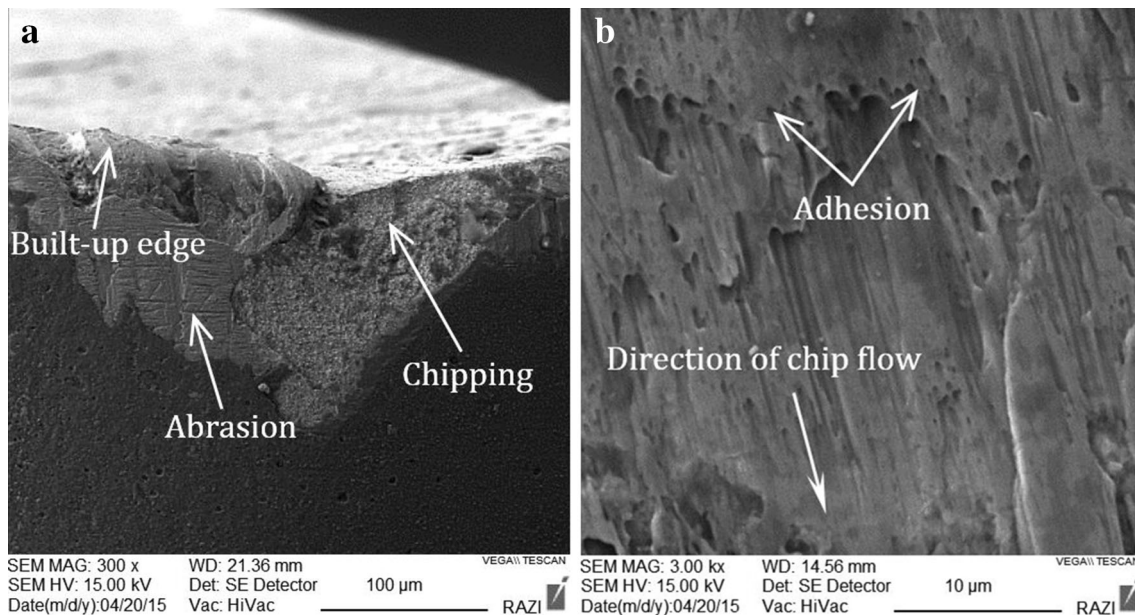 a
Built-up edge
Chipping
Abrasion
SEM MAG: 300 x WD: 21.36 mm VEGA\\ TESCAN
SEM HV: 15.00 kV Det: SE Detector 100 µm
Date(m/d/y):04/20/15 Vac: HiVac RAZI
b
Adhesion
Direction of chip flow
SEM MAG: 3.00 kx WD: 14.56 mm VEGA\\ TESCAN
SEM HV: 15.00 kV Det: SE Detector 10 µm
Date(m/d/y):04/20/15 Vac: HiVac RAZI